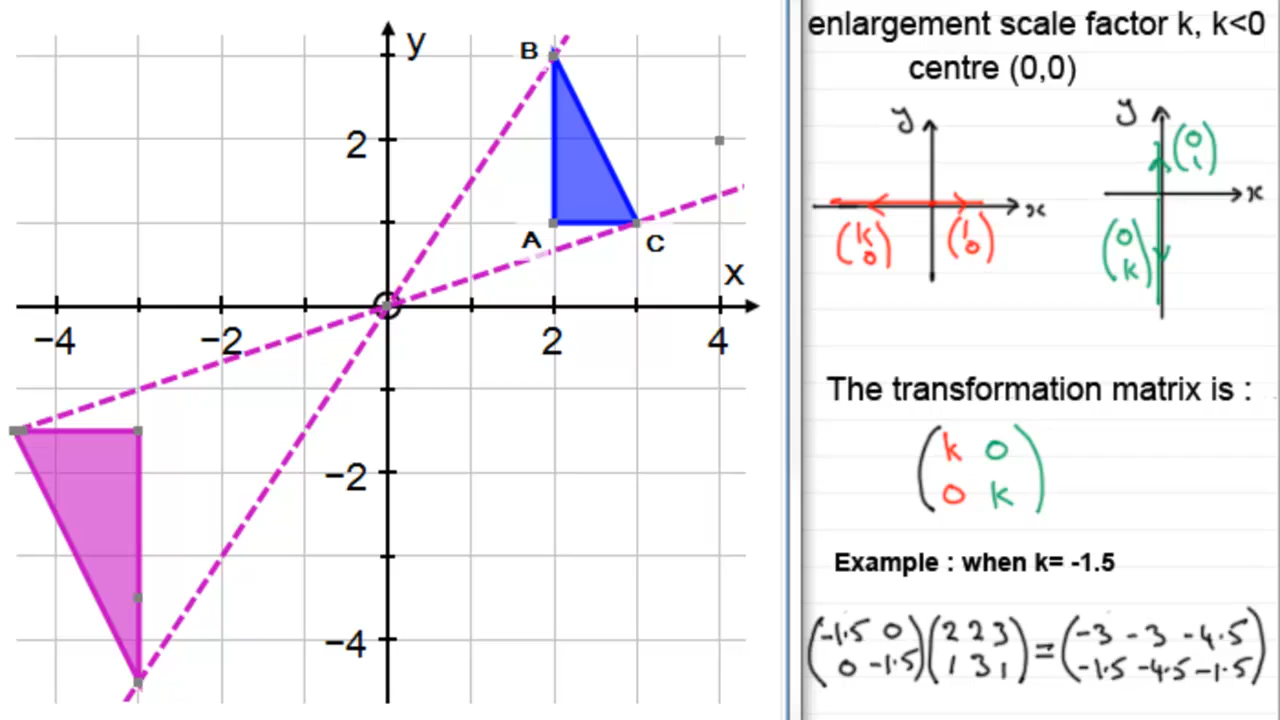 y
B
2
A
C
x
−4
−2
2
4
−2
−4
enlargement scale factor k, k<0
centre (0,0)
y
x
(k 0)
(1 0)
y
(0 1)
x
(0 k)
The transformation matrix is :
(k 0
0 k)
Example : when k= -1.5
(-1.5 0 (2 2 3 = (-3 -3 -4.5
0 -1.5) 1 3 1) -1.5 -4.5 -1.5)